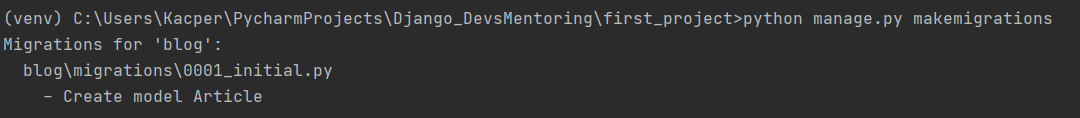 (venv) C:\Users\Kacper\PycharmProjects\Django_DevsMentoring\first_project>python manage.py makemigrations
Migrations for 'blog':
  blog\migrations\0001_initial.py
    - Create model Article